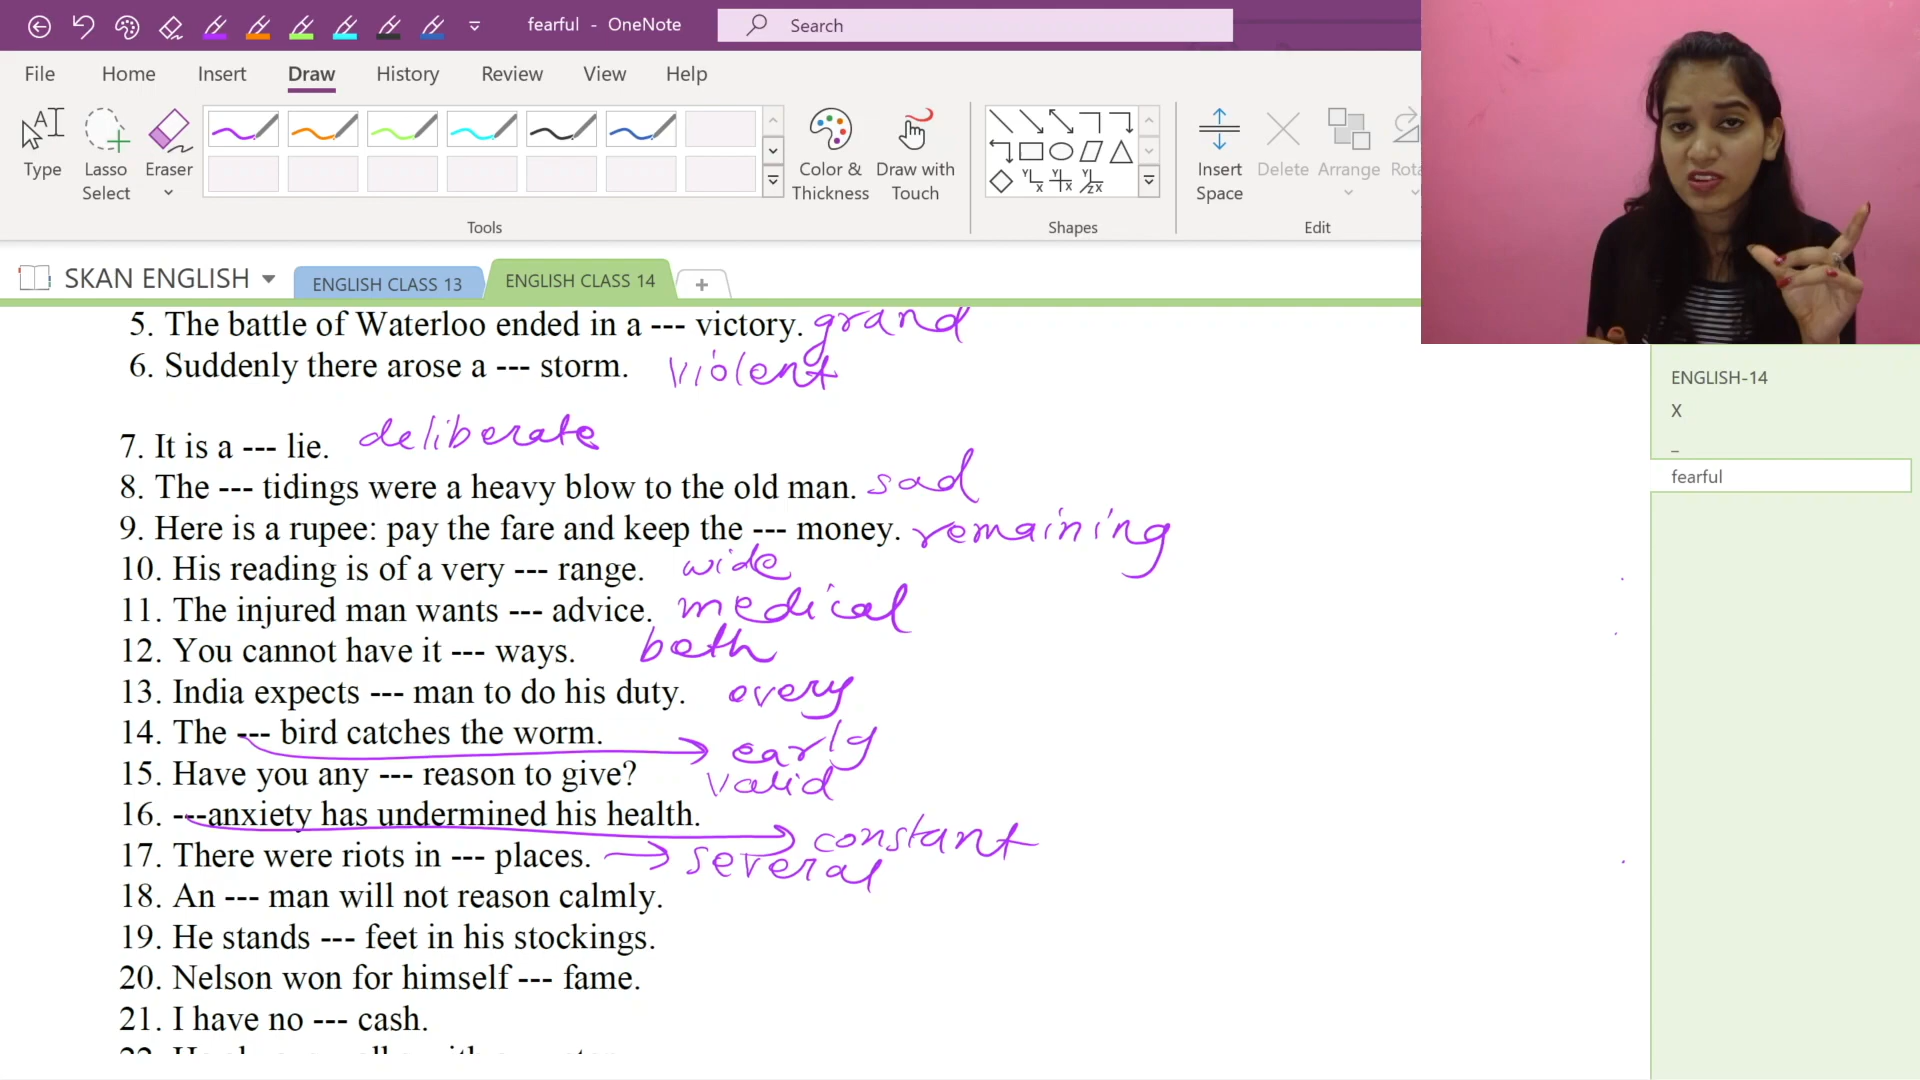 fearful - OneNote
Search
File Home Insert Draw History Review View Help
Type
Lasso Select
Eraser
Color & Thickness
Draw with Touch
Insert Space
Delete
Arrange
Rota
Tools
Shapes
Edit
SKAN ENGLISH
ENGLISH CLASS 13
ENGLISH CLASS 14
+
5. The battle of Waterloo ended in a --- victory. grand
6. Suddenly there arose a --- storm. violent
7. It is a --- lie. deliberate
8. The --- tidings were a heavy blow to the old man. sad
9. Here is a rupee: pay the fare and keep the --- money. remaining
10. His reading is of a very --- range. wide
11. The injured man wants --- advice. medical
12. You cannot have it --- ways. both
13. India expects --- man to do his duty. every
14. The --- bird catches the worm. early
15. Have you any --- reason to give? valid
16. ---anxiety has undermined his health. constant
17. There were riots in --- places. several
18. An --- man will not reason calmly.
19. He stands --- feet in his stockings.
20. Nelson won for himself --- fame.
21. I have no --- cash.
ENGLISH-14
X
_
fearful